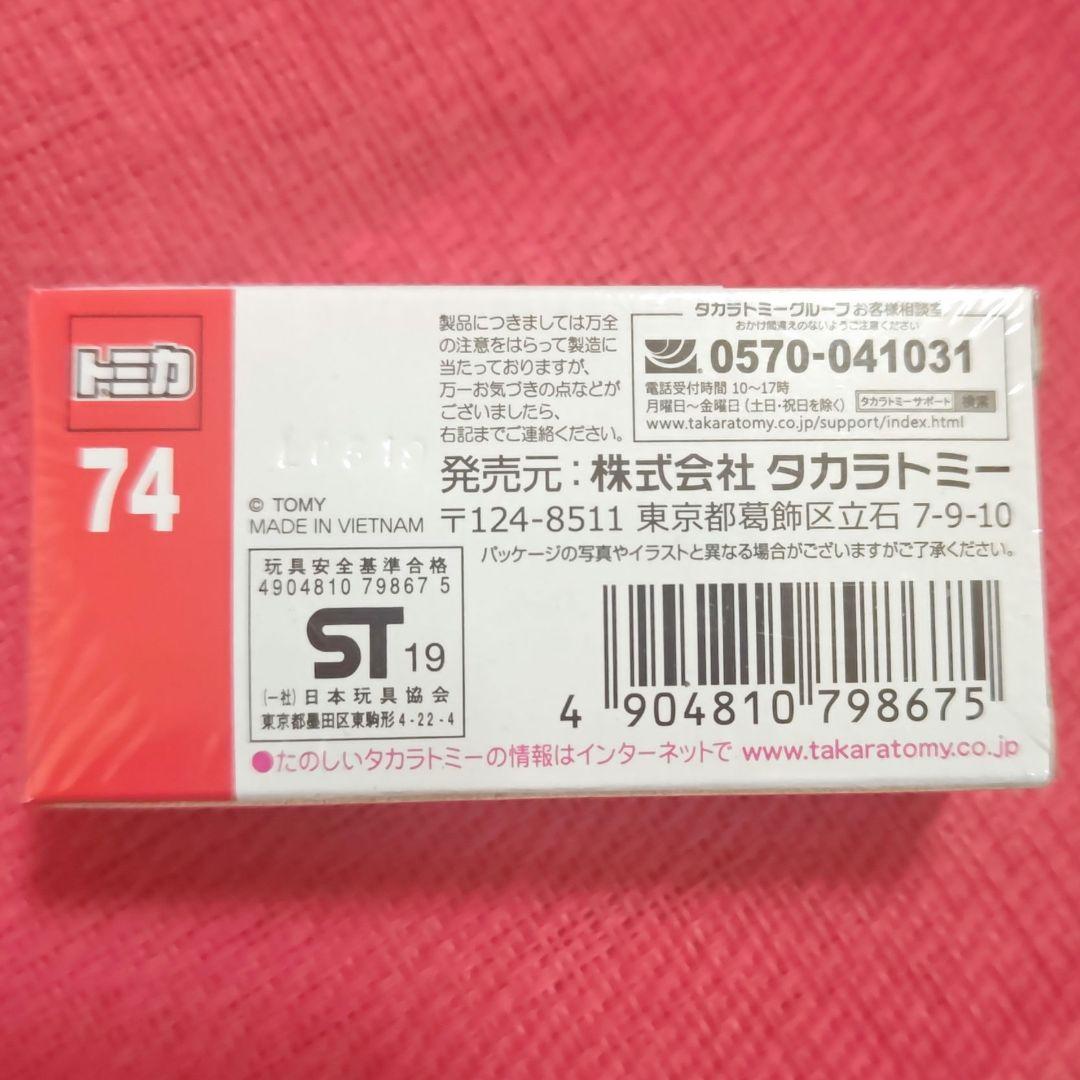 トミカ
74
© TOMY
MADE IN VIETNAM
玩具安全基準合格
4904810 79867 5
ST 19
(一社)日本玩具協会
東京都墨田区東駒形4-22-4
製品につきましては万全
の注意をはらって製造に
当たっておりますが、
万一お気づきの点などが
ございましたら、
右記までご連絡ください。
タカラトミーグループ お客様相談室
おかけ間違えのないようご注意ください
0570-041031
電話受付時間 10〜17時
月曜日〜金曜日(土日・祝日を除く) タカラトミーサポート 検索
www.takaratomy.co.jp/support/index.html
発売元:株式会社 タカラトミー
〒124-8511 東京都葛飾区立石 7-9-10
パッケージの写真やイラストと異なる場合がございますがご了承ください。
4 904810 798675
●たのしいタカラトミーの情報はインターネットで www.takaratomy.co.jp